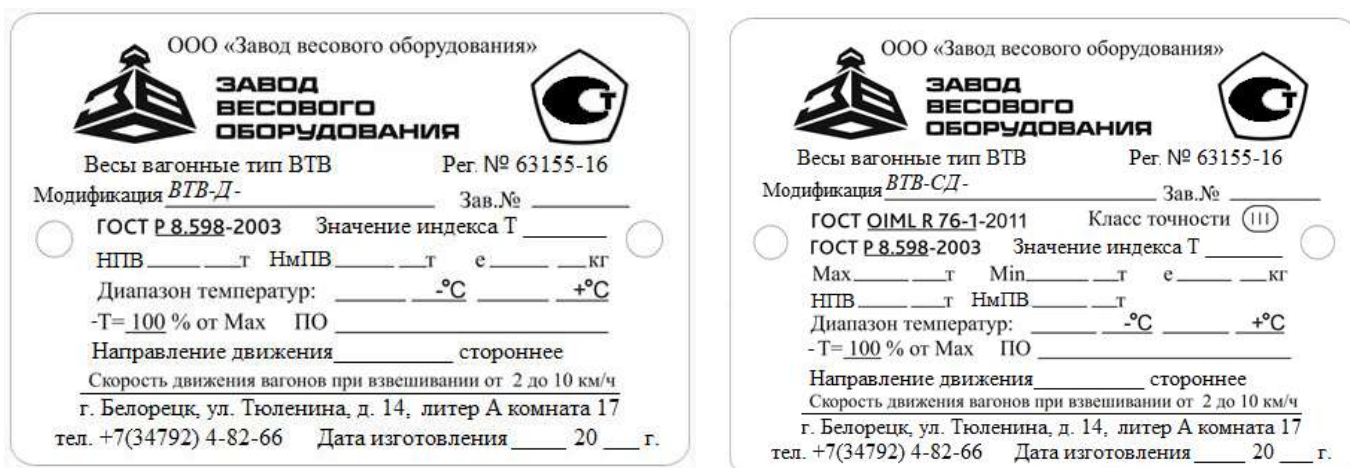 ООО «Завод весового оборудования»
ЗАВОД
ВЕСОВОГО
ОБОРУДОВАНИЯ
Ст
Весы вагонные тип ВТВ Рег. № 63155-16
Модификация ВТВ-Д- Зав.№
ГОСТ Р 8.598-2003 Значение индекса Т
НПВ т НмПВ т е кг
Диапазон температур: -°С +°С
-Т= 100 % от Max ПО
Направление движения стороннее
Скорость движения вагонов при взвешивании от 2 до 10 км/ч
г. Белорецк, ул. Тюленина, д. 14, литер А комната 17
тел. +7(34792) 4-82-66 Дата изготовления 20 г.
ООО «Завод весового оборудования»
ЗАВОД
ВЕСОВОГО
ОБОРУДОВАНИЯ
Ст
Весы вагонные тип ВТВ Рег. № 63155-16
Модификация ВТВ-СД- Зав.№
ГОСТ OIML R 76-1-2011 Класс точности III
ГОСТ Р 8.598-2003 Значение индекса Т
Max т Min т е кг
НПВ т НмПВ т
Диапазон температур: -°С +°С
-Т= 100 % от Max ПО
Направление движения стороннее
Скорость движения вагонов при взвешивании от 2 до 10 км/ч
г. Белорецк, ул. Тюленина, д. 14, литер А комната 17
тел. +7(34792) 4-82-66 Дата изготовления 20 г.